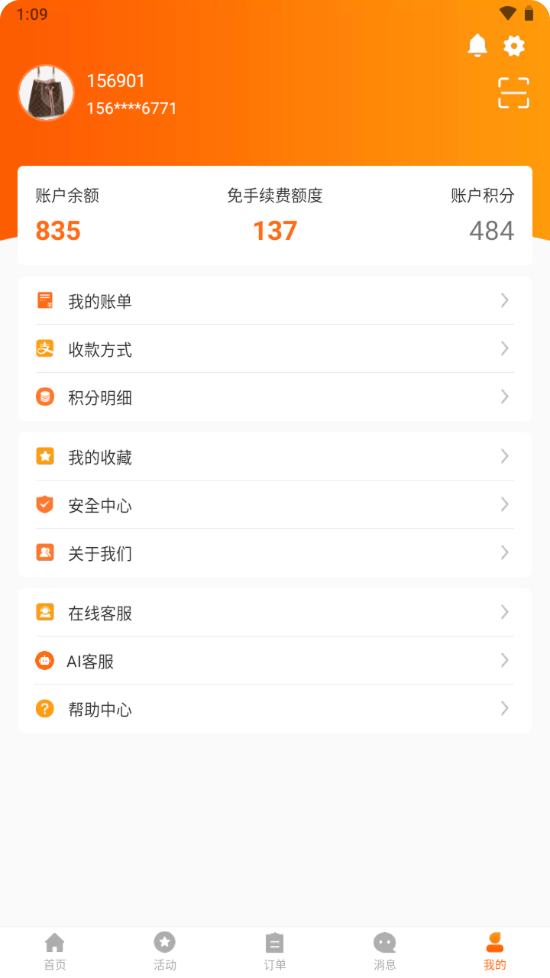 1:09
156901
156****6771
账户余额 免手续费额度 账户积分
835 137 484
我的账单
收款方式
积分明细
我的收藏
安全中心
关于我们
在线客服
AI客服
帮助中心
首页 活动 订单 消息 我的